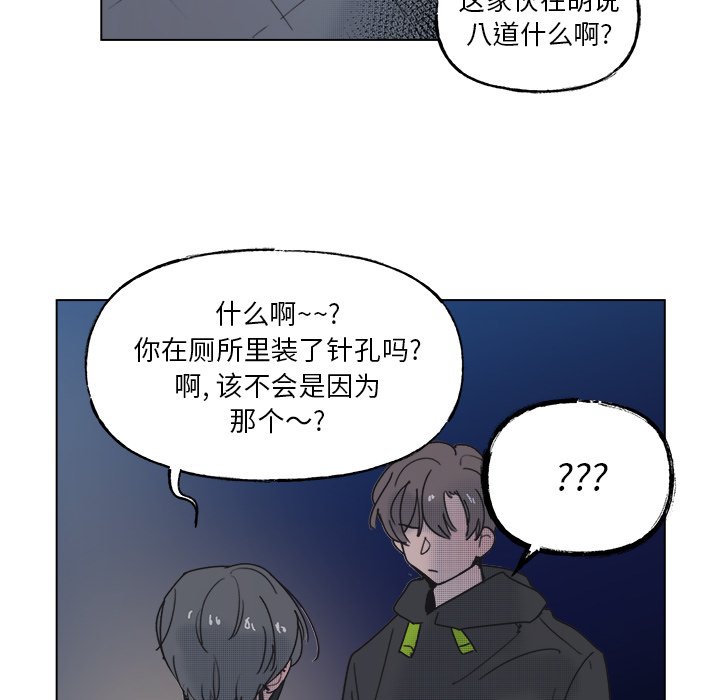 这家伙在胡说
八道什么啊?
什么啊~~?
你在厕所里装了针孔吗?
啊, 该不会是因为
那个～?
???